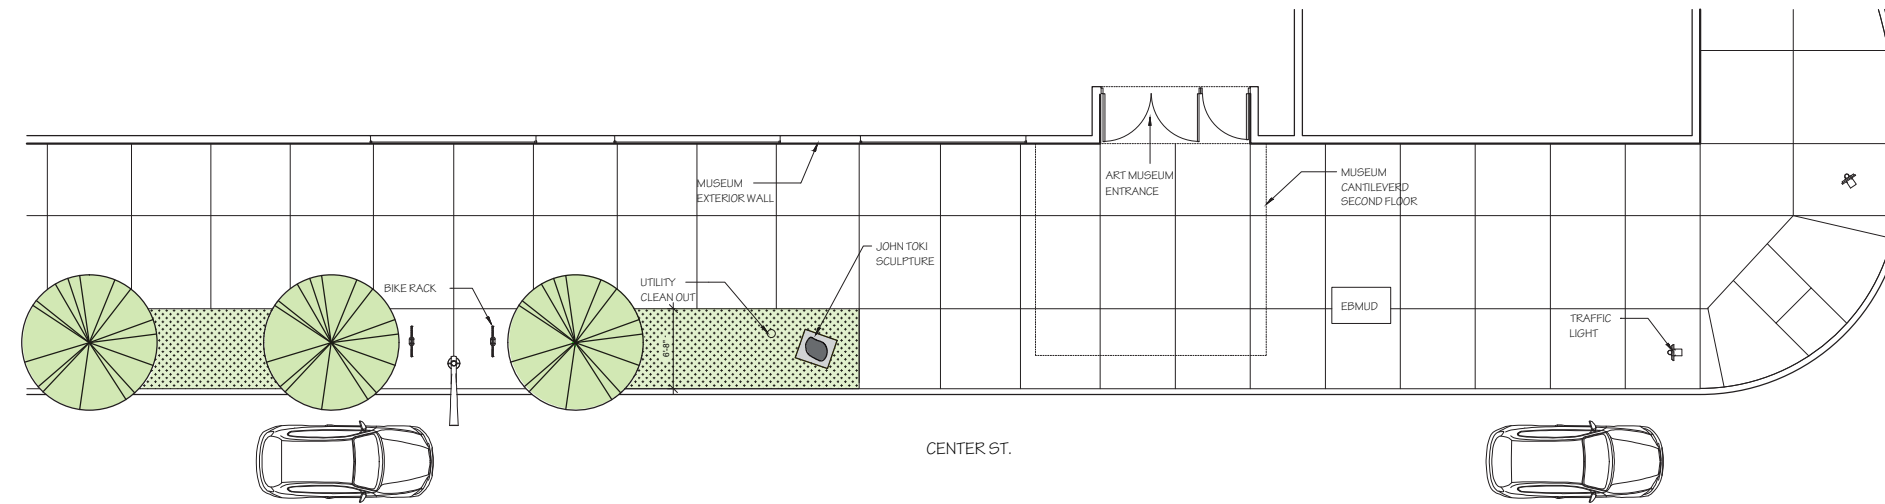 MUSEUM
EXTERIOR WALL
ART MUSEUM
ENTRANCE
MUSEUM
CANTILEVERD
SECOND FLOOR
JOHN TOKI
SCULPTURE
BIKE RACK
UTILITY
CLEAN OUT
6'-8"
EBMUD
TRAFFIC
LIGHT
CENTER ST.